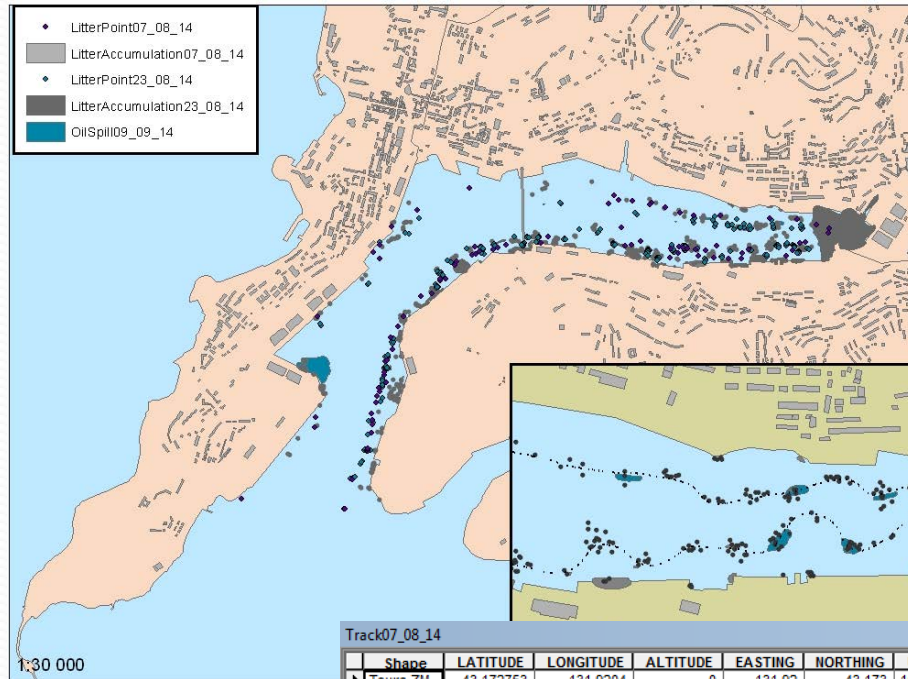 LitterPoint07_08_14
LitterAccumulation07_08_14
LitterPoint23_08_14
LitterAccumulation23_08_14
OilSpill09_09_14
1:30 000
Track07_08_14
Shape LATITUDE LONGITUDE ALTITUDE EASTING NORTHING